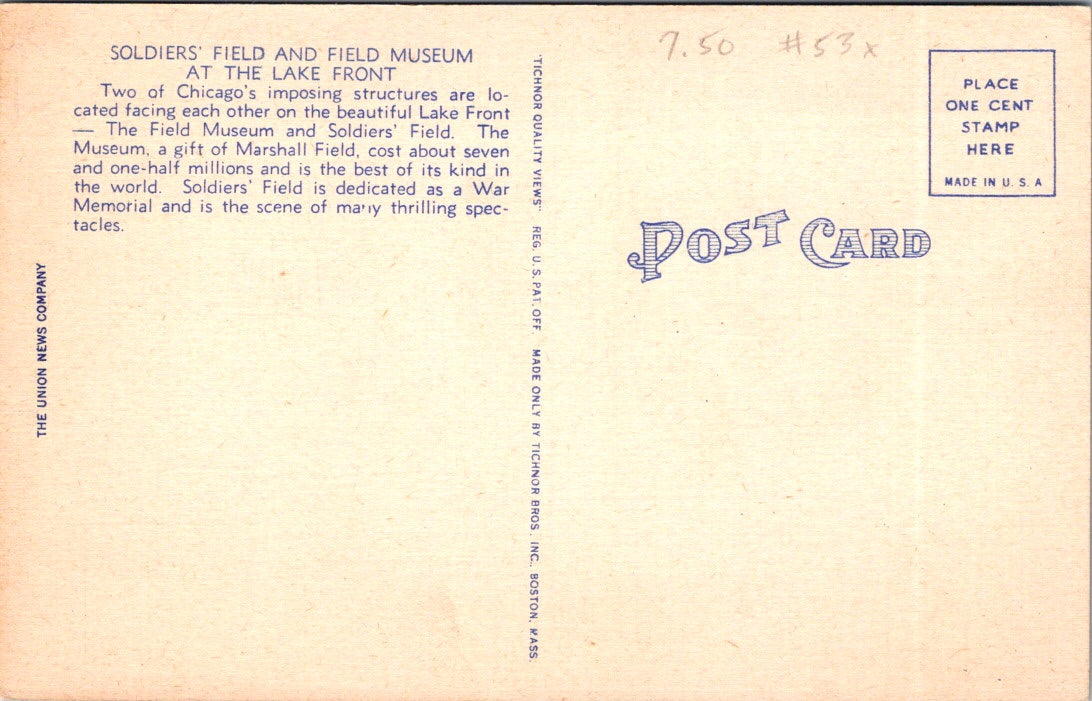 SOLDIERS' FIELD AND FIELD MUSEUM
AT THE LAKE FRONT
Two of Chicago's imposing structures are lo-
cated facing each other on the beautiful Lake Front
— The Field Museum and Soldiers' Field. The
Museum, a gift of Marshall Field, cost about seven
and one-half millions and is the best of its kind in
the world. Soldiers' Field is dedicated as a War
Memorial and is the scene of many thrilling spec-
tacles.
THE UNION NEWS COMPANY
"TICHNOR QUALITY VIEWS" REG. U. S. PAT. OFF. MADE ONLY BY TICHNOR BROS. INC., BOSTON, MASS.
7.50 #53x
PLACE
ONE CENT
STAMP
HERE
MADE IN U. S. A
POST CARD